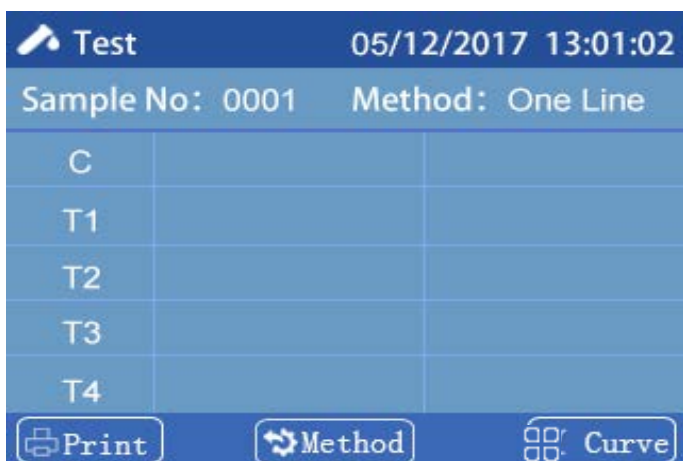 Test 05/12/2017 13:01:02
Sample No: 0001 Method: One Line
C
T1
T2
T3
T4
Print Method Curve